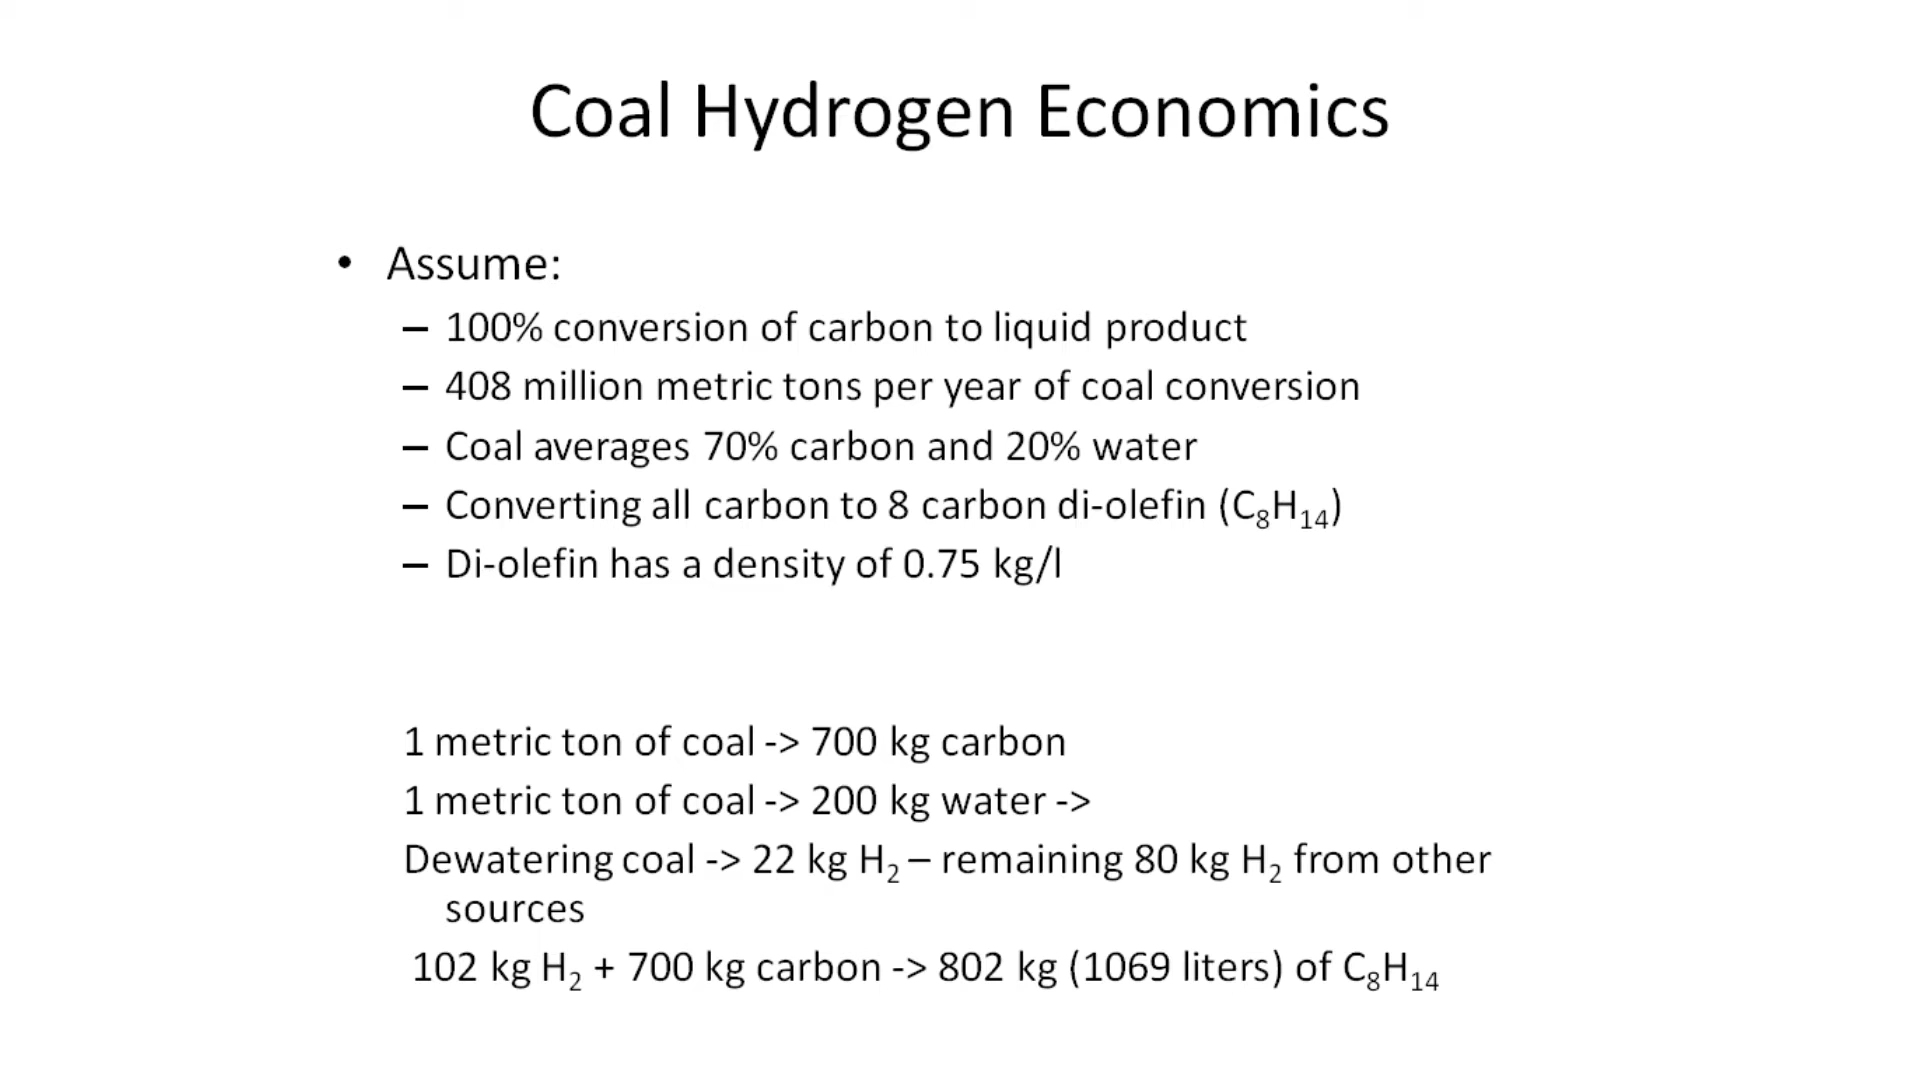 Coal Hydrogen Economics
• Assume:
– 100% conversion of carbon to liquid product
– 408 million metric tons per year of coal conversion
– Coal averages 70% carbon and 20% water
– Converting all carbon to 8 carbon di-olefin (C₈H₁₄)
– Di-olefin has a density of 0.75 kg/l
1 metric ton of coal -> 700 kg carbon
1 metric ton of coal -> 200 kg water ->
Dewatering coal -> 22 kg H₂ – remaining 80 kg H₂ from other
sources
102 kg H₂ + 700 kg carbon -> 802 kg (1069 liters) of C₈H₁₄